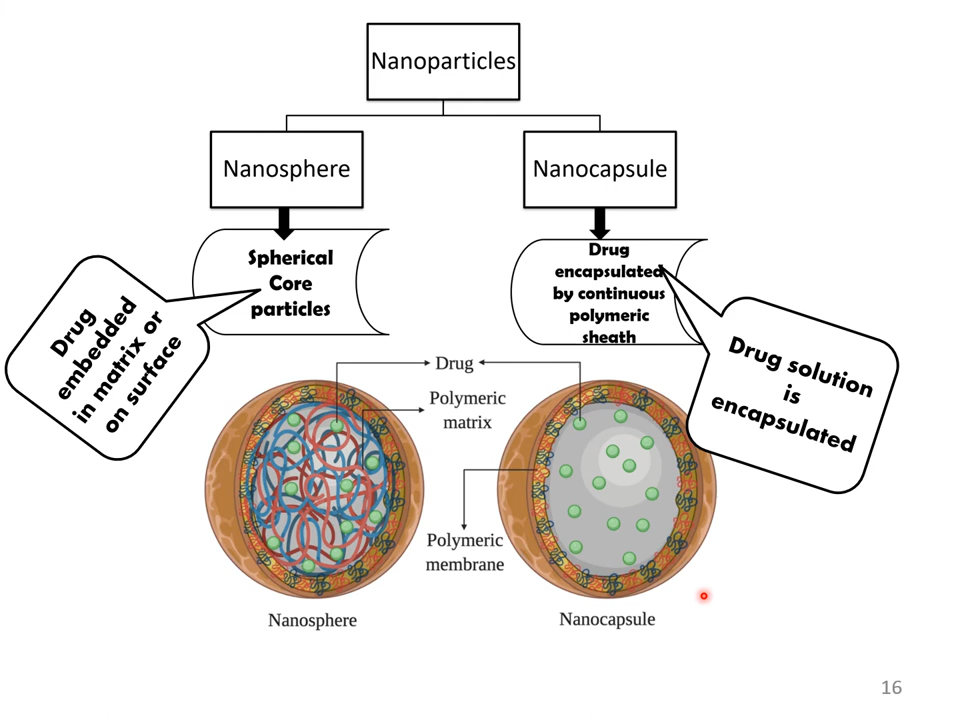 Nanoparticles
Nanosphere
Nanocapsule
Spherical
Core
particles
Drug
encapsulated
by continuous
polymeric
sheath
Drug
embedded
in matrix or
on surface
Drug solution
is
encapsulated
Drug
Polymeric
matrix
Polymeric
membrane
Nanosphere
Nanocapsule
16